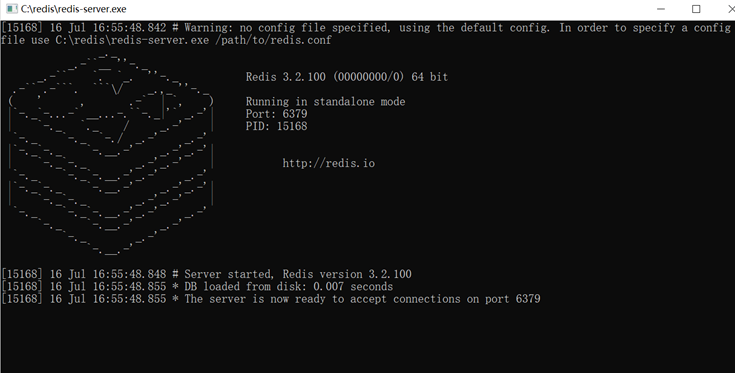 C:\redis\redis-server.exe
[15168] 16 Jul 16:55:48.842 # Warning: no config file specified, using the default config. In order to specify a config
file use C:\redis\redis-server.exe /path/to/redis.conf
Redis 3.2.100 (00000000/0) 64 bit
Running in standalone mode
Port: 6379
PID: 15168
http://redis.io
[15168] 16 Jul 16:55:48.848 # Server started, Redis version 3.2.100
[15168] 16 Jul 16:55:48.855 * DB loaded from disk: 0.007 seconds
[15168] 16 Jul 16:55:48.855 * The server is now ready to accept connections on port 6379